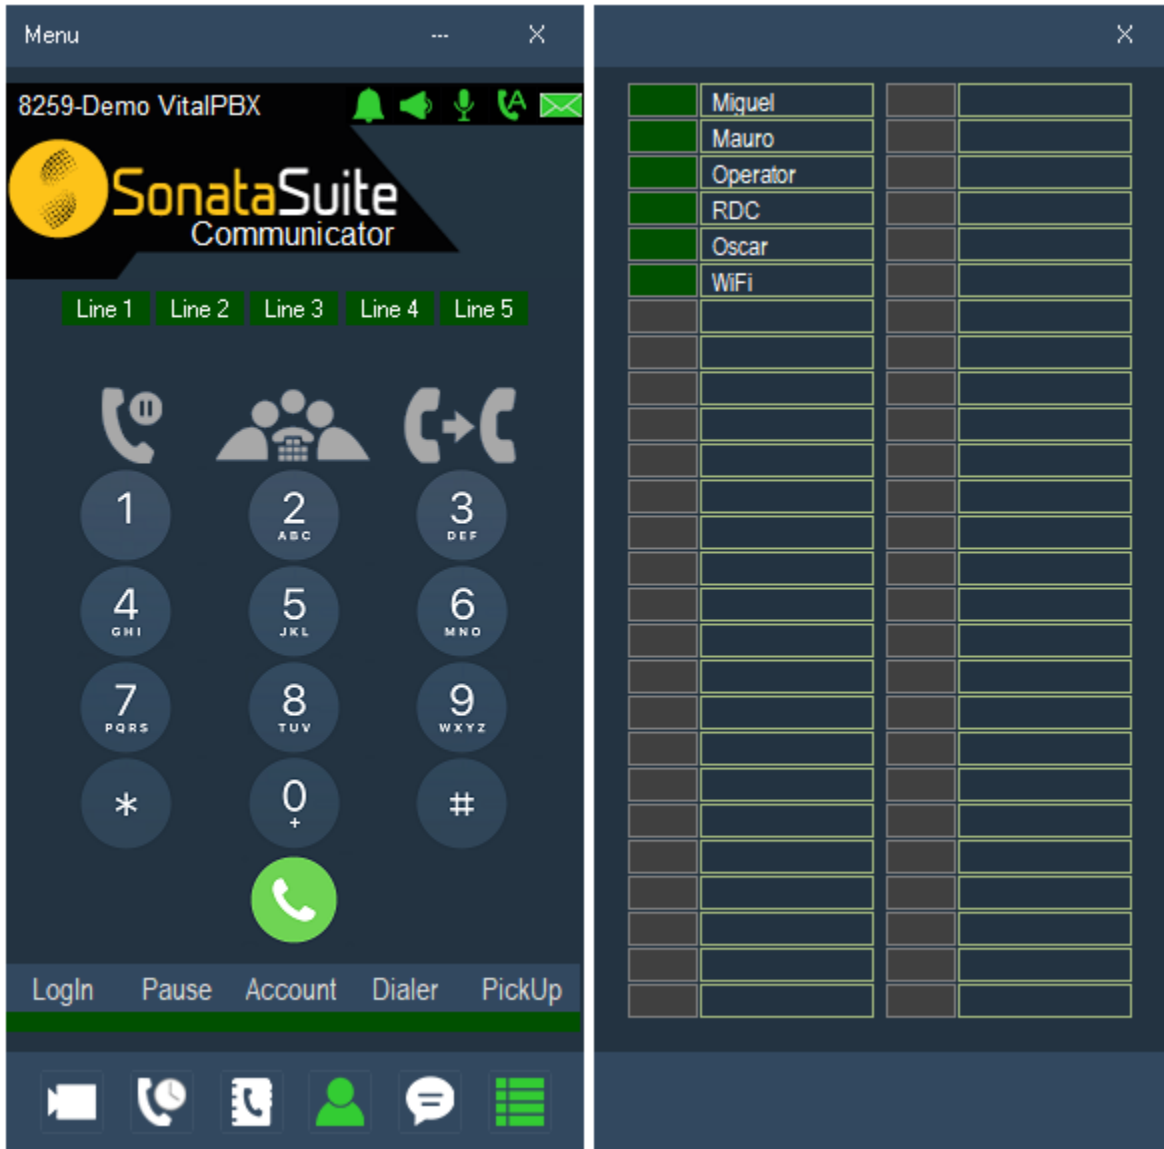 Menu --- X
8259-Demo VitalPBX
A
SonataSuite
Communicator
Line 1 Line 2 Line 3 Line 4 Line 5
1 2 3
ABC DEF
4 5 6
GHI JKL MNO
7 8 9
PQRS TUV WXYZ
* 0 #
+
LogIn Pause Account Dialer PickUp
X
Miguel
Mauro
Operator
RDC
Oscar
WiFi